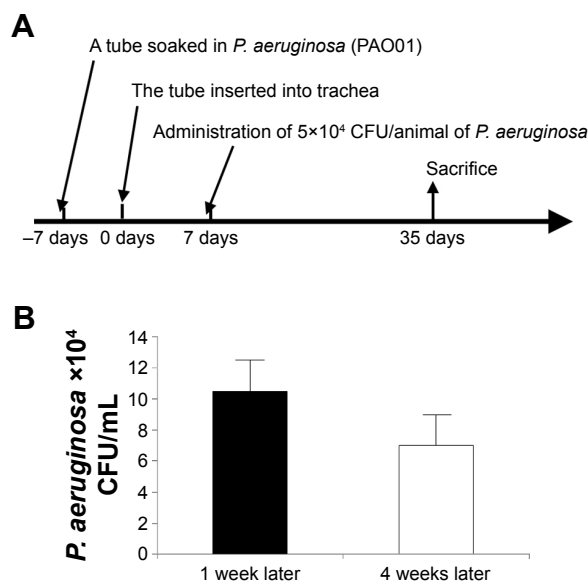 A
A tube soaked in P. aeruginosa (PAO01)
The tube inserted into trachea
Administration of 5×10⁴ CFU/animal of P. aeruginosa
Sacrifice
–7 days 0 days 7 days 35 days
B
P. aeruginosa ×10⁴
CFU/mL
14
12
10
8
6
4
2
0
1 week later 4 weeks later